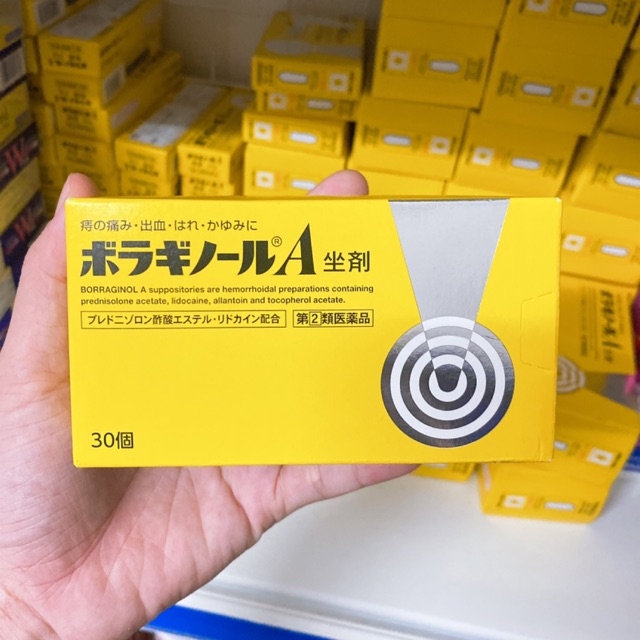 痔の痛み・出血・はれ・かゆみに
ボラギノール® A 坐剤
BORRAGINOL A suppositories are hemorrhoidal preparations containing
prednisolone acetate, lidocaine, allantoin and tocopherol acetate.
プレドニゾロン酢酸エステル・リドカイン配合 指②類医薬品
30個